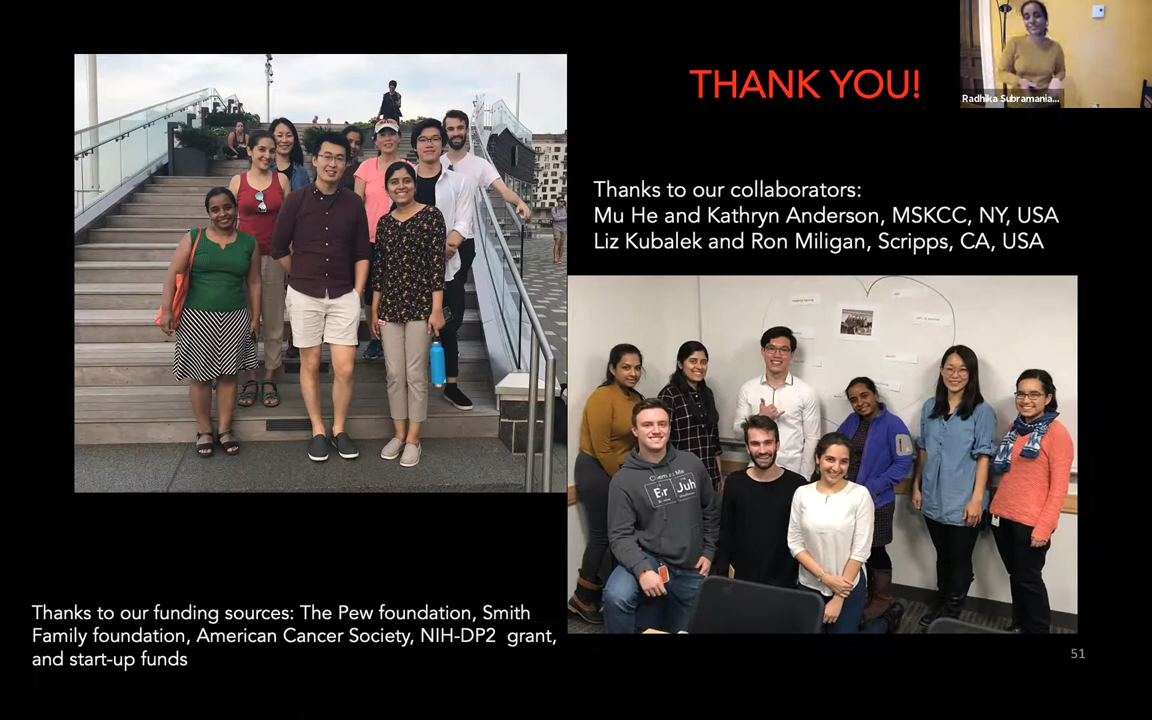 THANK YOU!
Radhika Subramania...
Thanks to our collaborators:
Mu He and Kathryn Anderson, MSKCC, NY, USA
Liz Kubalek and Ron Miligan, Scripps, CA, USA
Br Juh
Thanks to our funding sources: The Pew foundation, Smith
Family foundation, American Cancer Society, NIH-DP2 grant,
and start-up funds
51